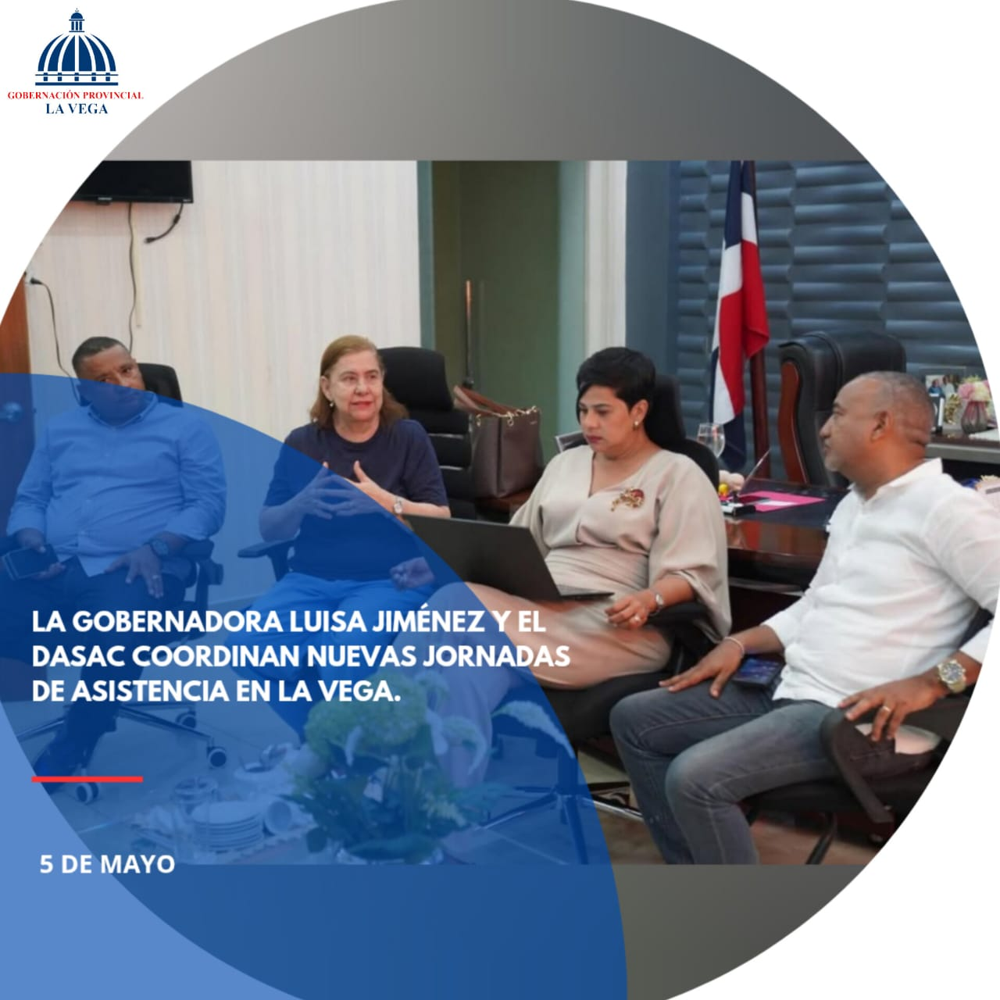 GOBERNACIÓN PROVINCIAL
LA VEGA
LA GOBERNADORA LUISA JIMÉNEZ Y EL
DASAC COORDINAN NUEVAS JORNADAS
DE ASISTENCIA EN LA VEGA.
5 DE MAYO